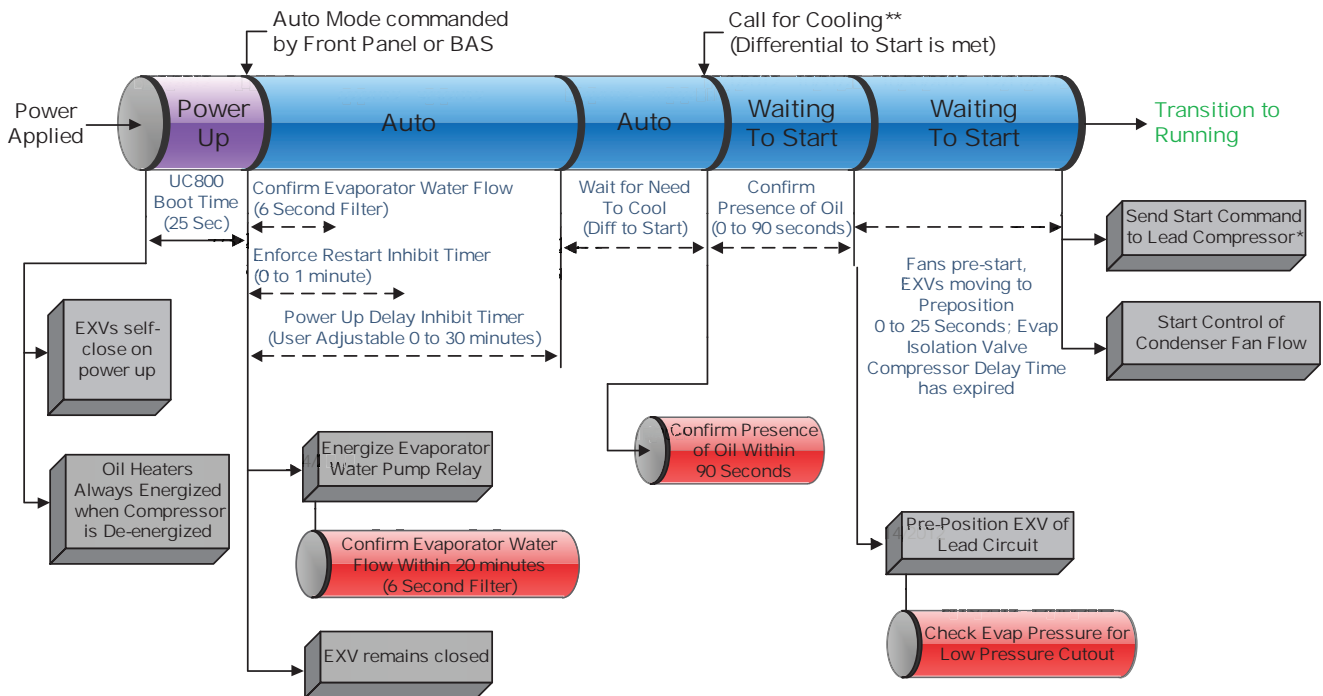 Auto Mode commanded
by Front Panel or BAS
Call for Cooling**
(Differential to Start is met)
Power
Applied
Power
Up
Auto
Auto
Waiting
To Start
Waiting
To Start
Transition to
Running
UC800
Boot Time
(25 Sec)
Confirm Evaporator Water Flow
(6 Second Filter)
Enforce Restart Inhibit Timer
(0 to 1 minute)
Power Up Delay Inhibit Timer
(User Adjustable 0 to 30 minutes)
Wait for Need
To Cool
(Diff to Start)
Confirm
Presence of Oil
(0 to 90 seconds)
Fans pre-start,
EXVs moving to
Preposition
0 to 25 Seconds; Evap
Isolation Valve
Compressor Delay Time
has expired
Send Start Command
to Lead Compressor*
Start Control of
Condenser Fan Flow
EXVs self-
close on
power up
Oil Heaters
Always Energized
when Compressor
is De-energized
Energize Evaporator
Water Pump Relay
Confirm Evaporator Water
Flow Within 20 minutes
(6 Second Filter)
EXV remains closed
Confirm Presence
of Oil Within
90 Seconds
Pre-Position EXV of
Lead Circuit
Check Evap Pressure for
Low Pressure Cutout